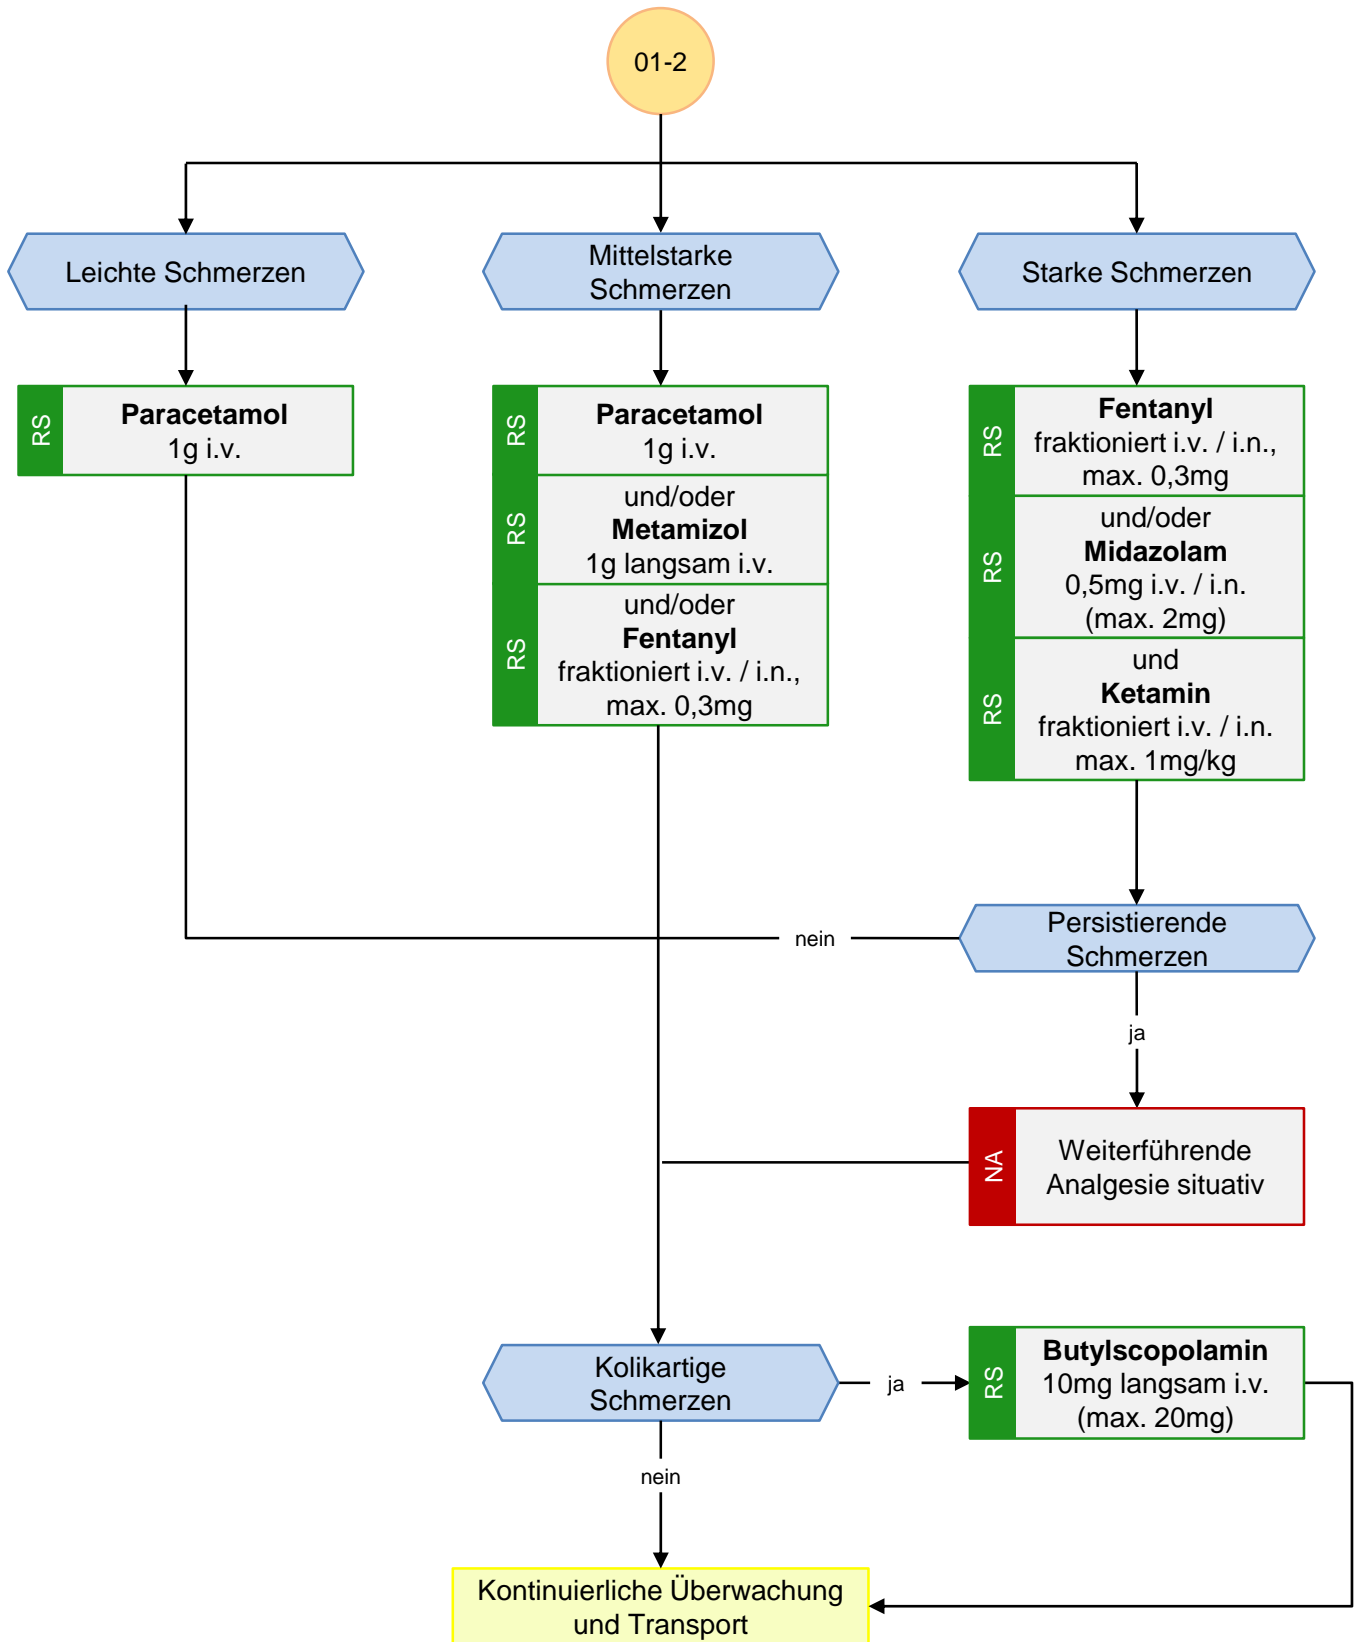 01-2
Leichte Schmerzen
Mittelstarke
Schmerzen
Starke Schmerzen
RS
Paracetamol
1g i.v.
RS
Paracetamol
1g i.v.
RS
und/oder
Metamizol
1g langsam i.v.
RS
und/oder
Fentanyl
fraktioniert i.v. / i.n.,
max. 0,3mg
RS
Fentanyl
fraktioniert i.v. / i.n.,
max. 0,3mg
RS
und/oder
Midazolam
0,5mg i.v. / i.n.
(max. 2mg)
RS
und
Ketamin
fraktioniert i.v. / i.n.
max. 1mg/kg
nein
Persistierende
Schmerzen
ja
NA
Weiterführende
Analgesie situativ
Kolikartige
Schmerzen
ja
RS
Butylscopolamin
10mg langsam i.v.
(max. 20mg)
nein
Kontinuierliche Überwachung
und Transport